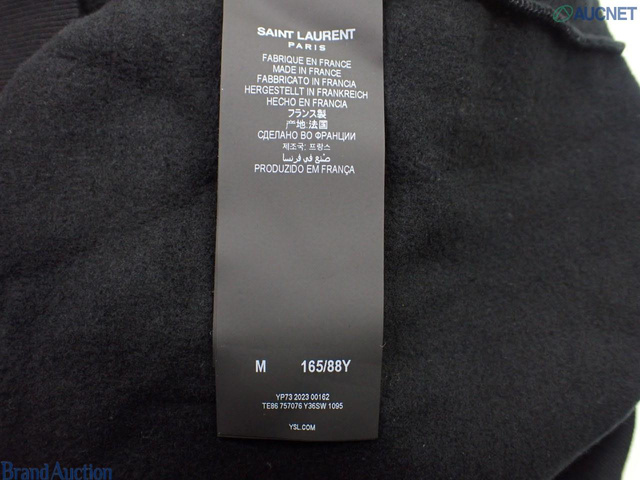 AUCNET
SAINT LAURENT
PARIS
FABRIQUE EN FRANCE
MADE IN FRANCE
FABBRICATO IN FRANCIA
HERGESTELLT IN FRANKREICH
HECHO EN FRANCIA
フランス製
地:法国
СДЕЛАНО ВО ФРАНЦИИ
제조국: 프랑스
صنع في فرنسا
PRODUZIDO EM FRANÇA
M 165/88Y
YP73 2023 00162
TE86 757076 Y36SW 1095
YSL.COM
Brand Auction